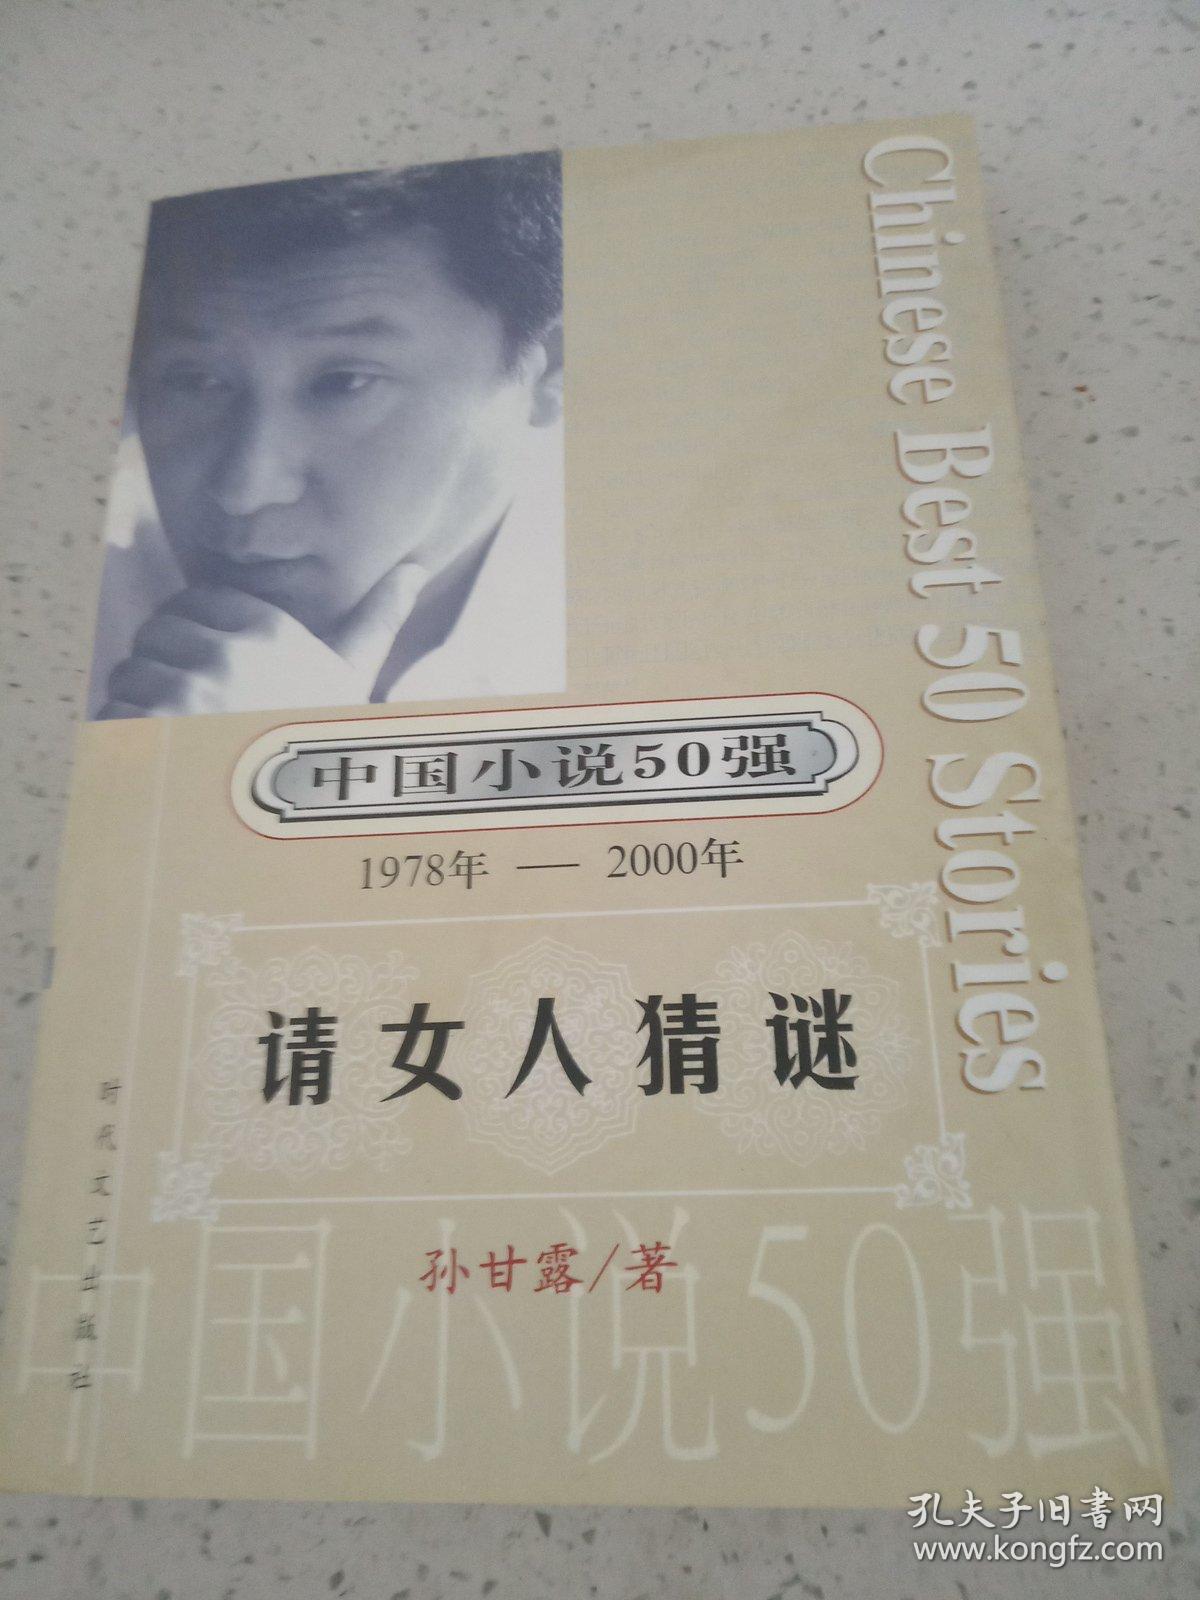 Chinese Best 50 Stories
中国小说50强
1978年 — 2000年
请女人猜谜
孙甘露/著
时代文艺出版社
中国小说50强
孔夫子旧书网
www.kongfz.com